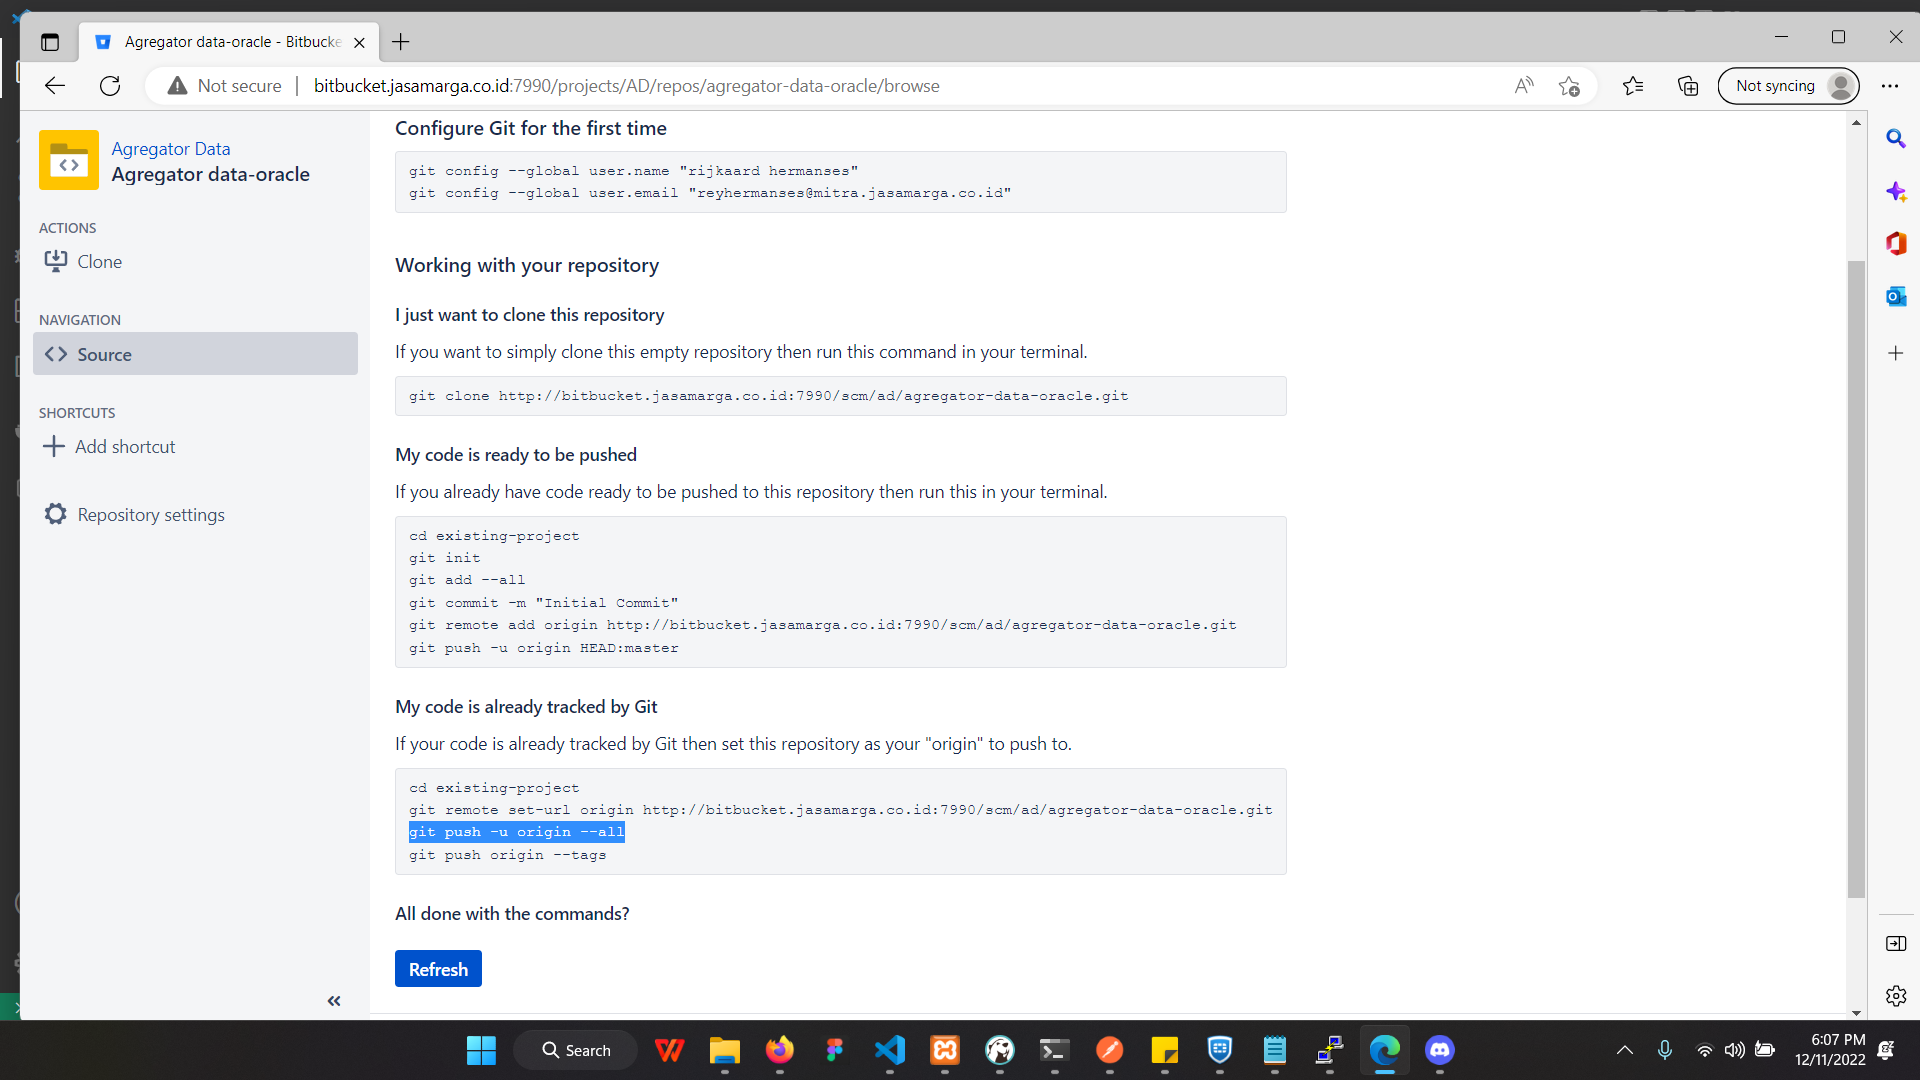 Agregator data-oracle - Bitbucke
Not secure
bitbucket.jasamarga.co.id:7990/projects/AD/repos/agregator-data-oracle/browse
Not syncing
Agregator Data
Agregator data-oracle
ACTIONS
Clone
NAVIGATION
Source
SHORTCUTS
Add shortcut
Repository settings
Configure Git for the first time
git config --global user.name "rijkaard hermanses"
git config --global user.email "reyhermanses@mitra.jasamarga.co.id"
Working with your repository
I just want to clone this repository
If you want to simply clone this empty repository then run this command in your terminal.
git clone http://bitbucket.jasamarga.co.id:7990/scm/ad/agregator-data-oracle.git
My code is ready to be pushed
If you already have code ready to be pushed to this repository then run this in your terminal.
cd existing-project
git init
git add --all
git commit -m "Initial Commit"
git remote add origin http://bitbucket.jasamarga.co.id:7990/scm/ad/agregator-data-oracle.git
git push -u origin HEAD:master
My code is already tracked by Git
If your code is already tracked by Git then set this repository as your "origin" to push to.
cd existing-project
git remote set-url origin http://bitbucket.jasamarga.co.id:7990/scm/ad/agregator-data-oracle.git
git push -u origin --all
git push origin --tags
All done with the commands?
Refresh
Search
6:07 PM
12/11/2022